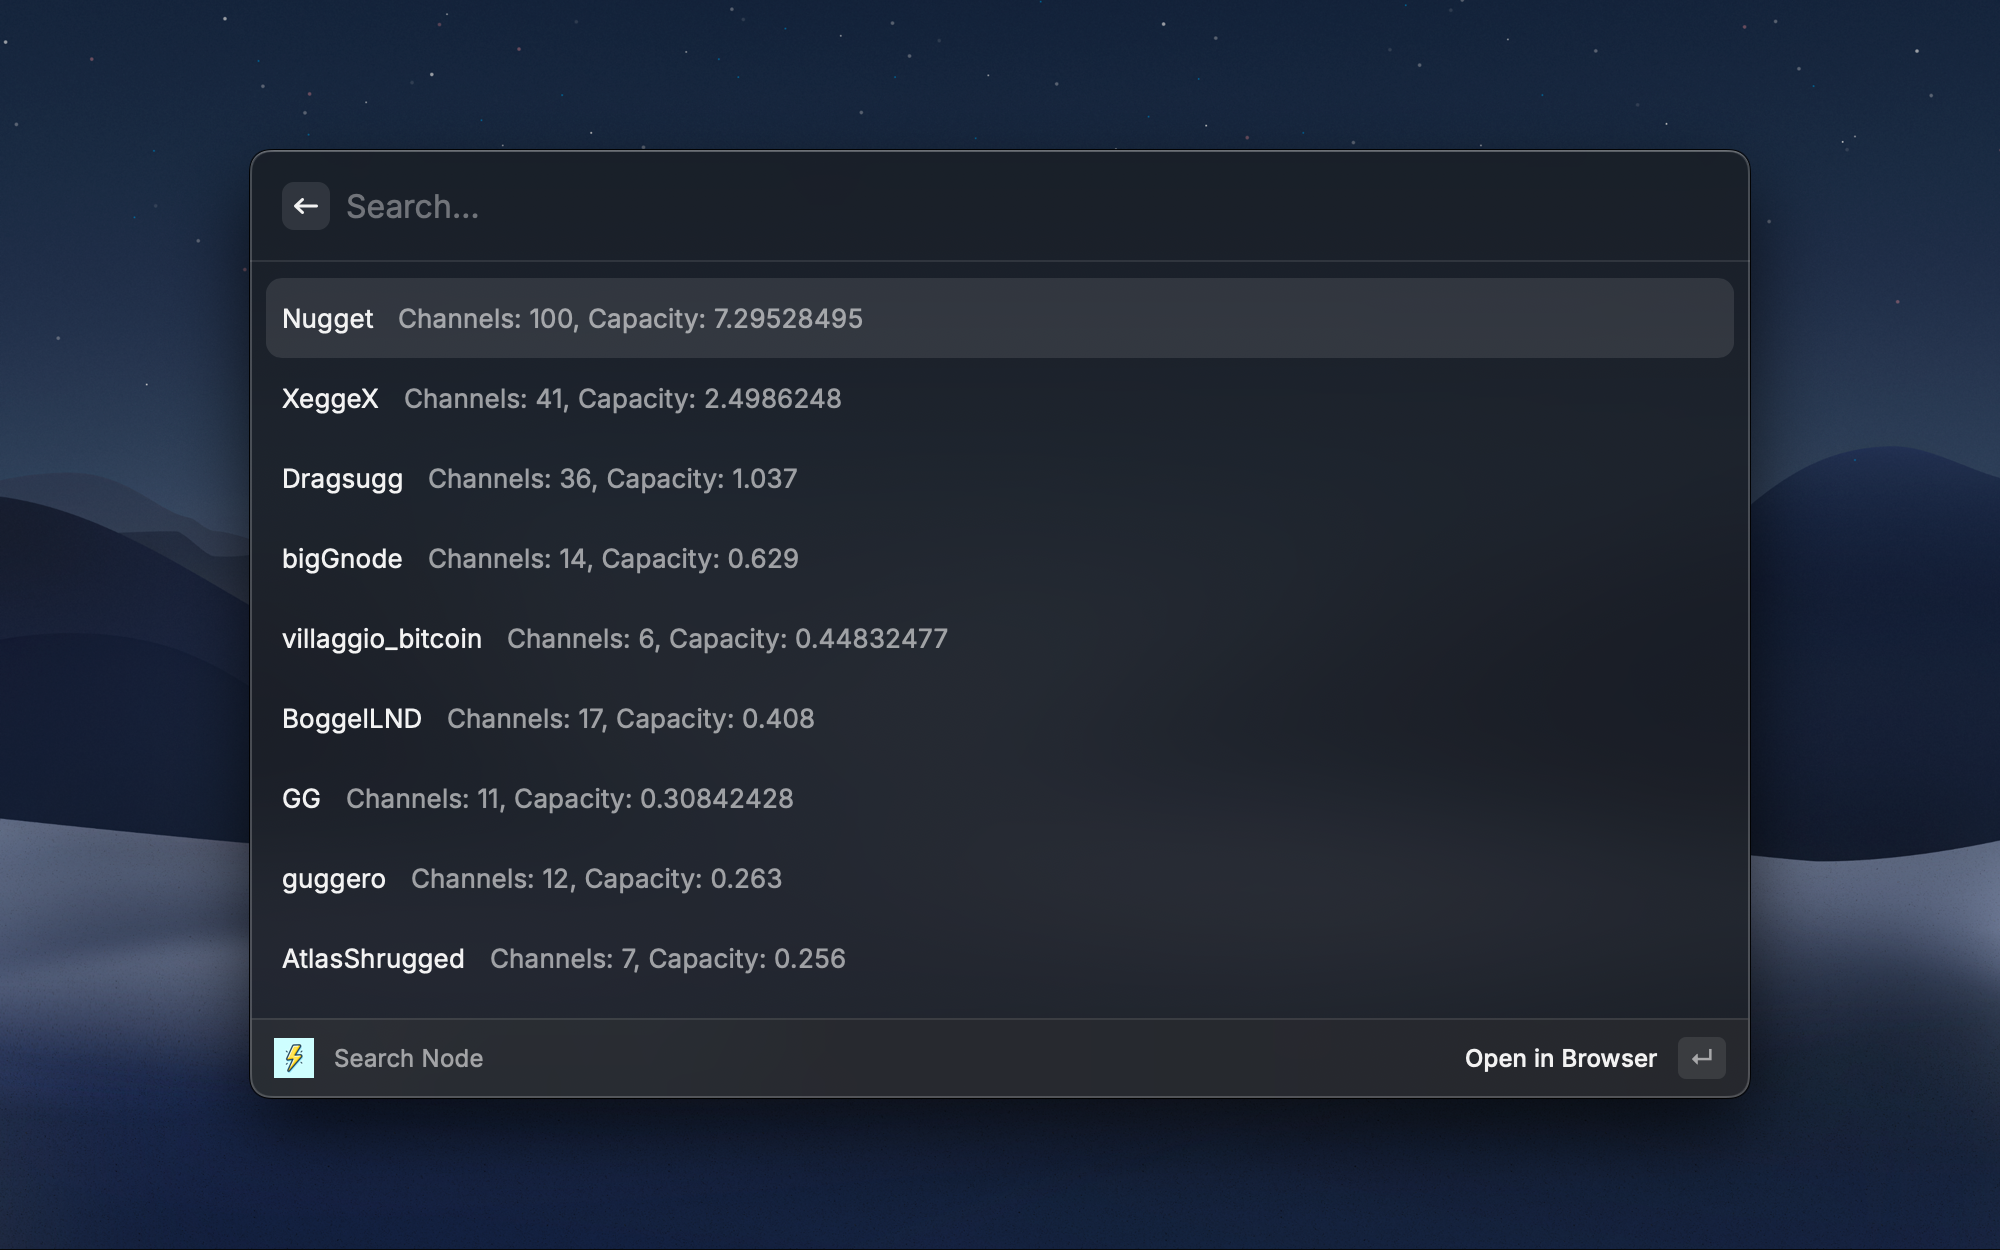 Search...
Nugget Channels: 100, Capacity: 7.29528495
XeggeX Channels: 41, Capacity: 2.4986248
Dragsugg Channels: 36, Capacity: 1.037
bigGnode Channels: 14, Capacity: 0.629
villaggio_bitcoin Channels: 6, Capacity: 0.44832477
BoggelLND Channels: 17, Capacity: 0.408
GG Channels: 11, Capacity: 0.30842428
guggero Channels: 12, Capacity: 0.263
AtlasShrugged Channels: 7, Capacity: 0.256
Search Node Open in Browser